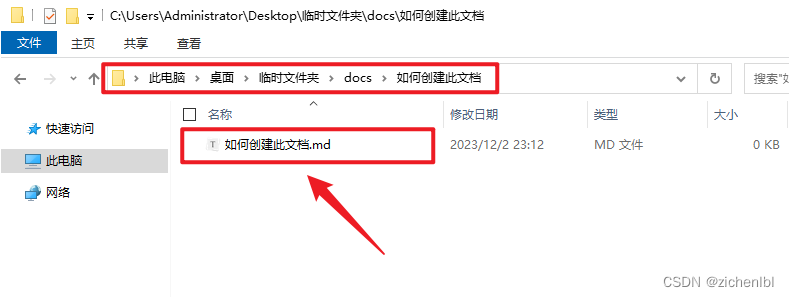 C:\Users\Administrator\Desktop\临时文件夹\docs\如何创建此文档
文件 主页 共享 查看
此电脑 桌面 临时文件夹 docs 如何创建此文档 搜索"如
名称 修改日期 类型 大小
快速访问
如何创建此文档.md 2023/12/2 23:12 MD 文件 0 KB
此电脑
网络
CSDN @zichenlbl